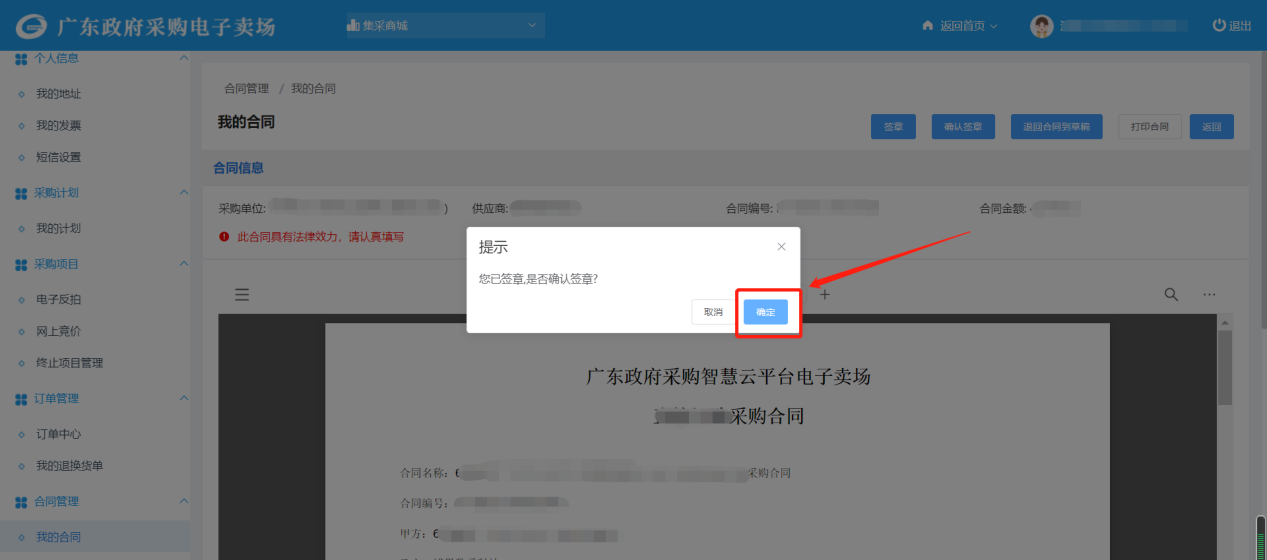 广东政府采购电子卖场
集采商城
返回首页
退出
个人信息
我的地址
我的发票
短信设置
采购计划
我的计划
采购项目
电子反拍
网上竞价
终止项目管理
订单管理
订单中心
我的退换货单
合同管理
我的合同
合同管理 / 我的合同
我的合同
签章 确认签章 退回合同到草稿 打印合同 返回
合同信息
采购单位: )
供应商:
合同编号:
合同金额:
此合同具有法律效力，请认真填写
提示
您已签章,是否确认签章?
取消 确定
广东政府采购智慧云平台电子卖场
采购合同
合同名称：6 采购合同
合同编号：
甲方：6